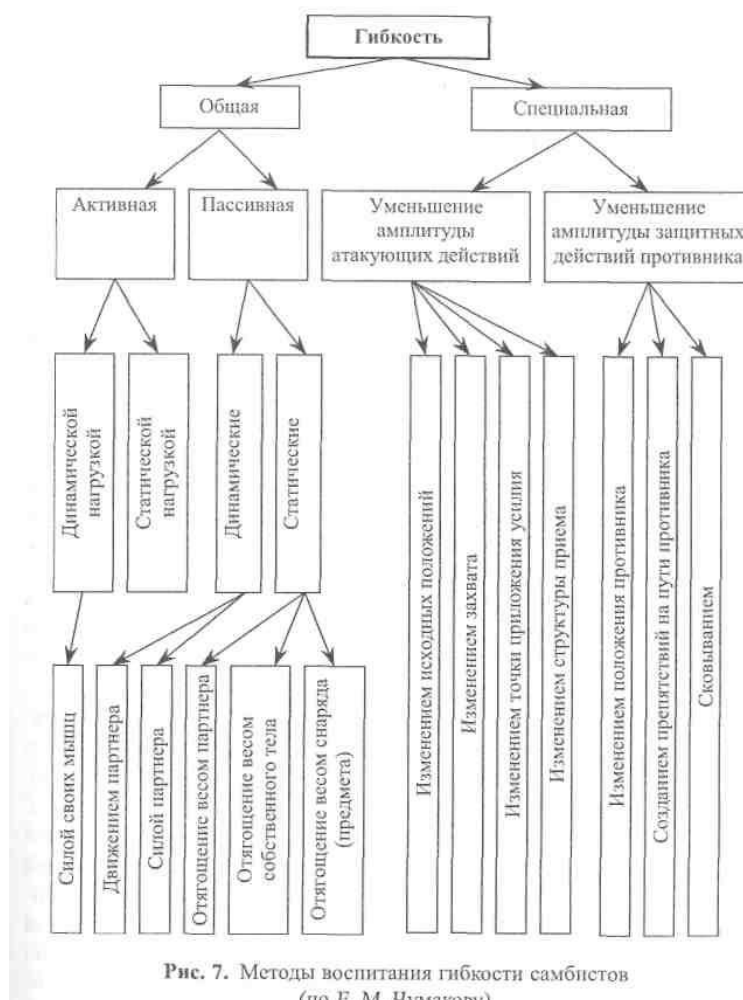 Гибкость
Общая
Специальная
Активная
Пассивная
Уменьшение
амплитуды
атакующих действий
Уменьшение
амплитуды защитных
действий противника
Динамической
нагрузкой
Статической
нагрузкой
Динамические
Статические
Изменением исходных положений
Изменением захвата
Изменением точки приложения усилия
Изменением структуры приема
Изменением положения противника
Созданием препятствий на пути противника
Сковыванием
Силой своих мышц
Движением партнера
Силой партнера
Отягощение весом партнера
Отягощение весом
собственного тела
Отягощение весом снаряда
(предмета)
Рис. 7. Методы воспитания гибкости самбистов
(по Е. М. Чумакову)